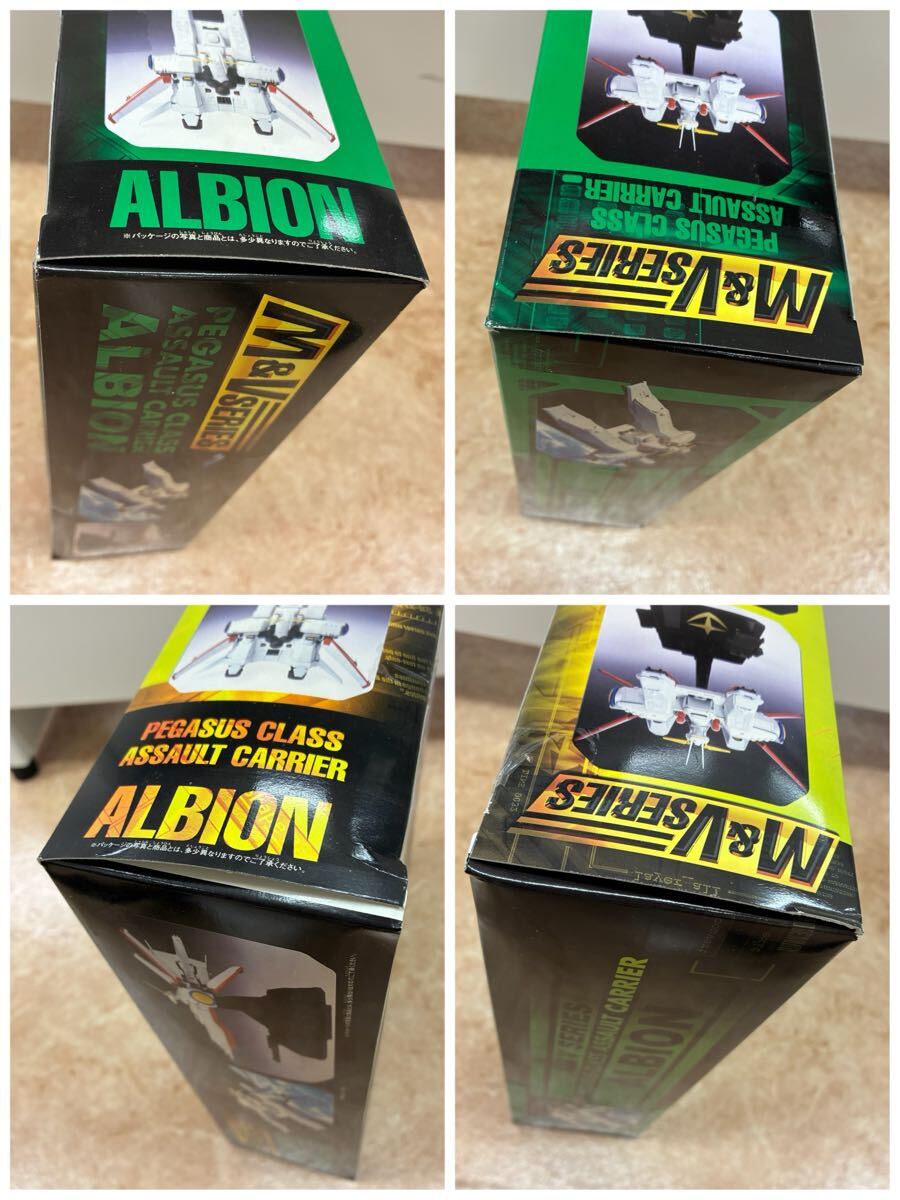 ALBION
※パッケージの写真と商品とは、多少異なりますのでご了承ください。
M&V SERIES
PEGASUS CLASS
ASSAULT CARRIER
ALBION
PEGASUS CLASS
ASSAULT CARRIER
M&V SERIES
PEGASUS CLASS
ASSAULT CARRIER
ALBION
※パッケージの写真と商品とは、多少異なりますのでご了承ください。
M&V SERIES
layer_all
SERIES
ASSAULT CARRIER
ALBION